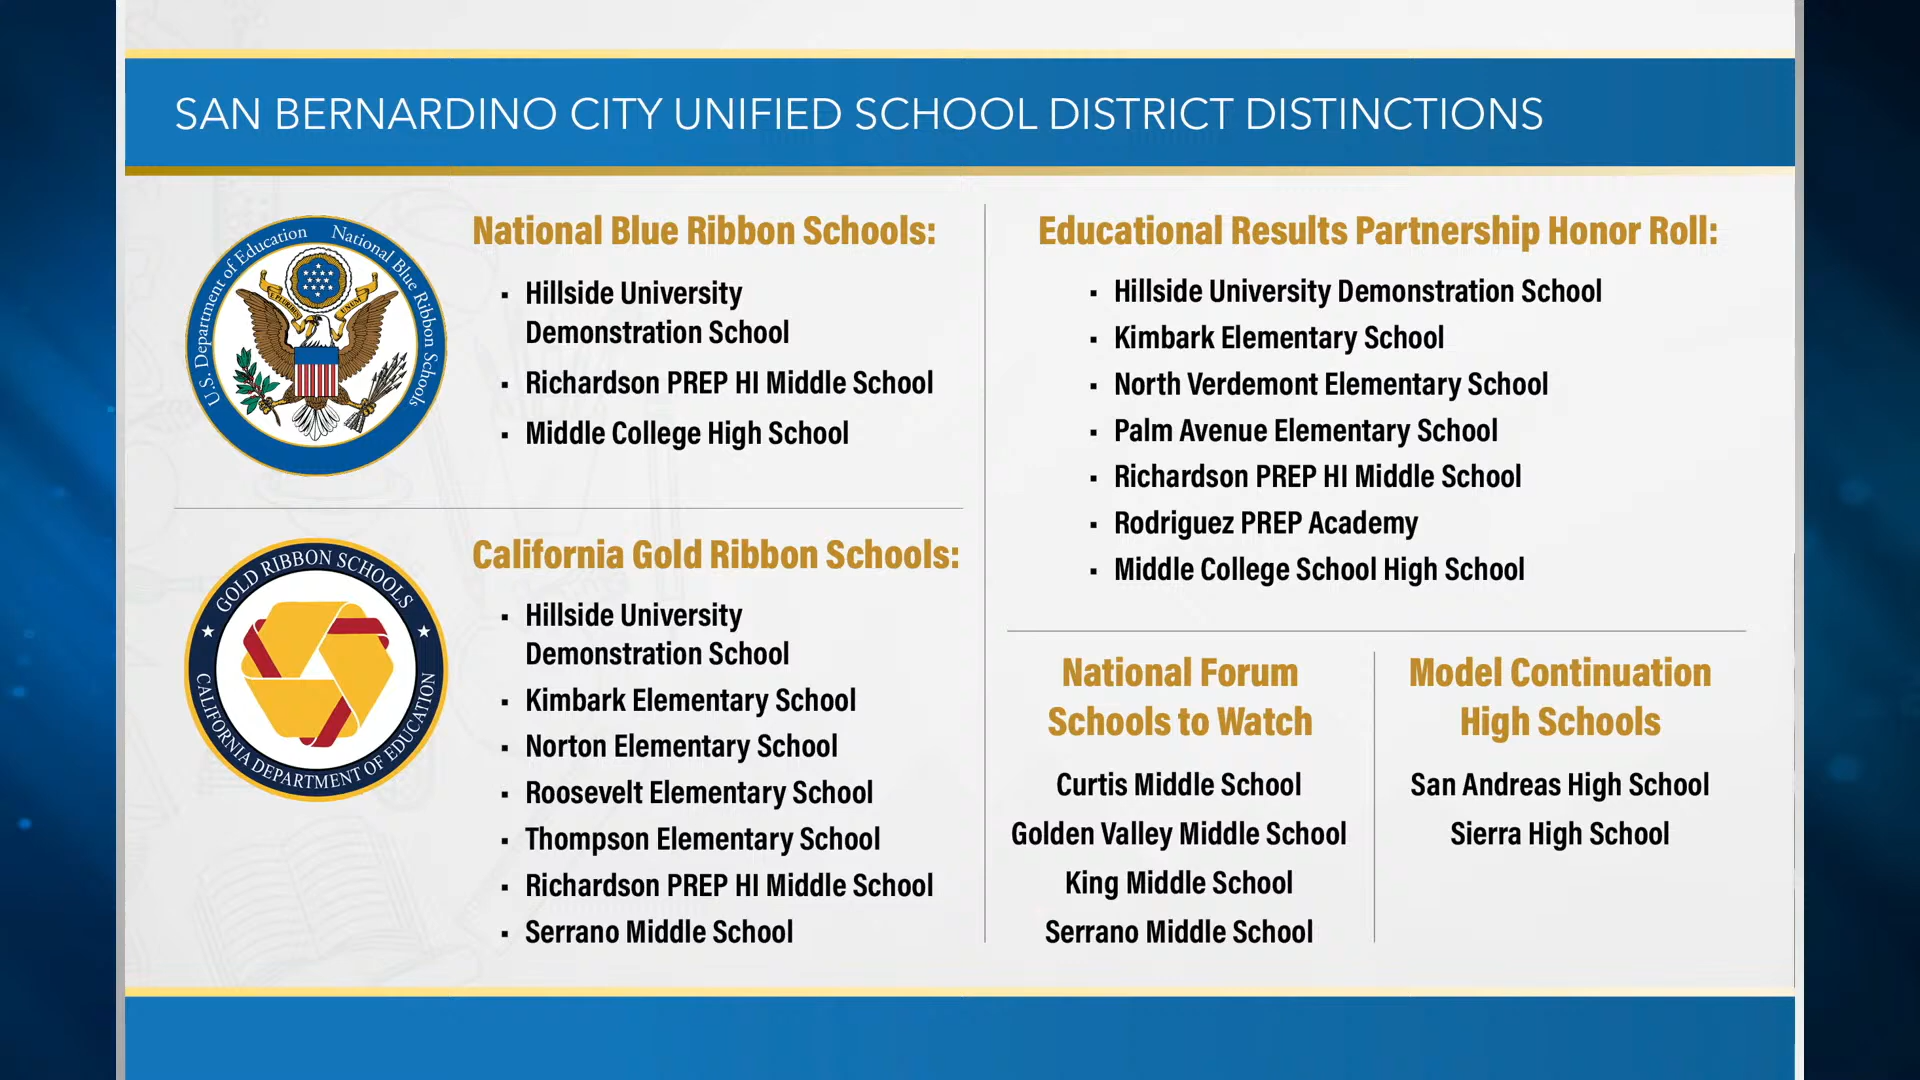 SAN BERNARDINO CITY UNIFIED SCHOOL DISTRICT DISTINCTIONS
U.S. Department of Education National Blue Ribbon Schools
E PLURIBUS UNUM
National Blue Ribbon Schools:
▪ Hillside University
Demonstration School
▪ Richardson PREP HI Middle School
▪ Middle College High School
GOLD RIBBON SCHOOLS
CALIFORNIA DEPARTMENT OF EDUCATION
California Gold Ribbon Schools:
▪ Hillside University
Demonstration School
▪ Kimbark Elementary School
▪ Norton Elementary School
▪ Roosevelt Elementary School
▪ Thompson Elementary School
▪ Richardson PREP HI Middle School
▪ Serrano Middle School
Educational Results Partnership Honor Roll:
▪ Hillside University Demonstration School
▪ Kimbark Elementary School
▪ North Verdemont Elementary School
▪ Palm Avenue Elementary School
▪ Richardson PREP HI Middle School
▪ Rodriguez PREP Academy
▪ Middle College School High School
National Forum
Schools to Watch
Curtis Middle School
Golden Valley Middle School
King Middle School
Serrano Middle School
Model Continuation
High Schools
San Andreas High School
Sierra High School